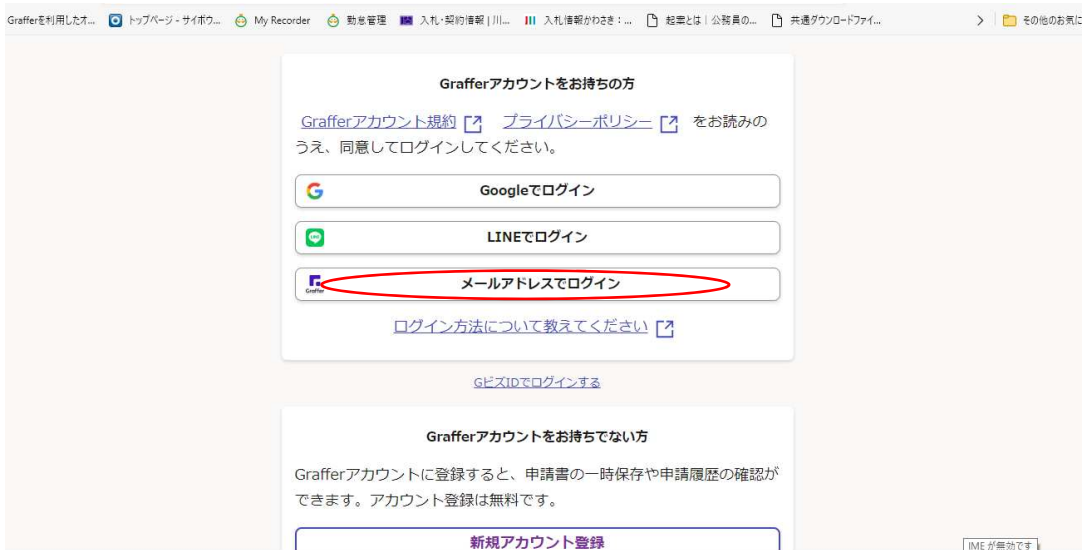 Grafferを利用したオ... トップページ - サイボウ... My Recorder 勤怠管理 入札・契約情報 | 川... 入札情報かわさき：... 起案とは｜公務員の... 共通ダウンロードファイ... その他のお気に
Grafferアカウントをお持ちの方
Grafferアカウント規約 プライバシーポリシー をお読みの
うえ、同意してログインしてください。
Googleでログイン
LINEでログイン
Graffer メールアドレスでログイン
ログイン方法について教えてください
GビズIDでログインする
Grafferアカウントをお持ちでない方
Grafferアカウントに登録すると、申請書の一時保存や申請履歴の確認が
できます。アカウント登録は無料です。
新規アカウント登録
IME が無効です